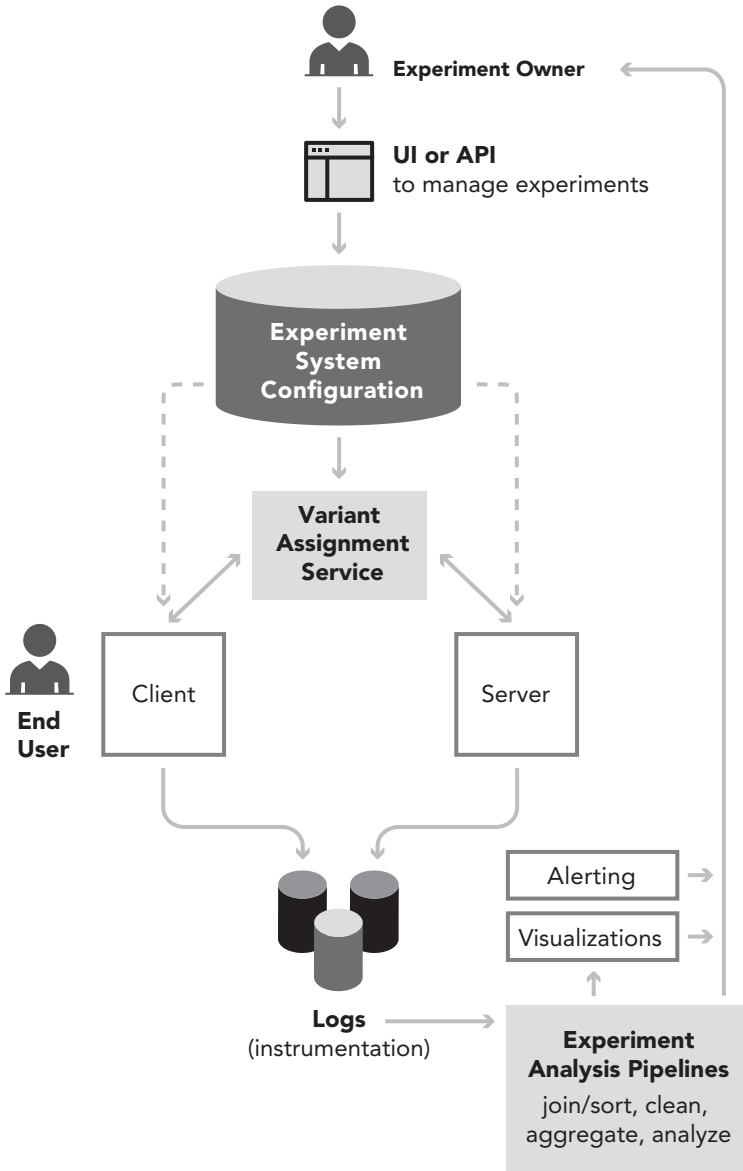 Experiment Owner
UI or API
to manage experiments
Experiment
System
Configuration
Variant
Assignment
Service
Client
Server
End
User
Alerting
Visualizations
Logs
(instrumentation)
Experiment
Analysis Pipelines
join/sort, clean,
aggregate, analyze